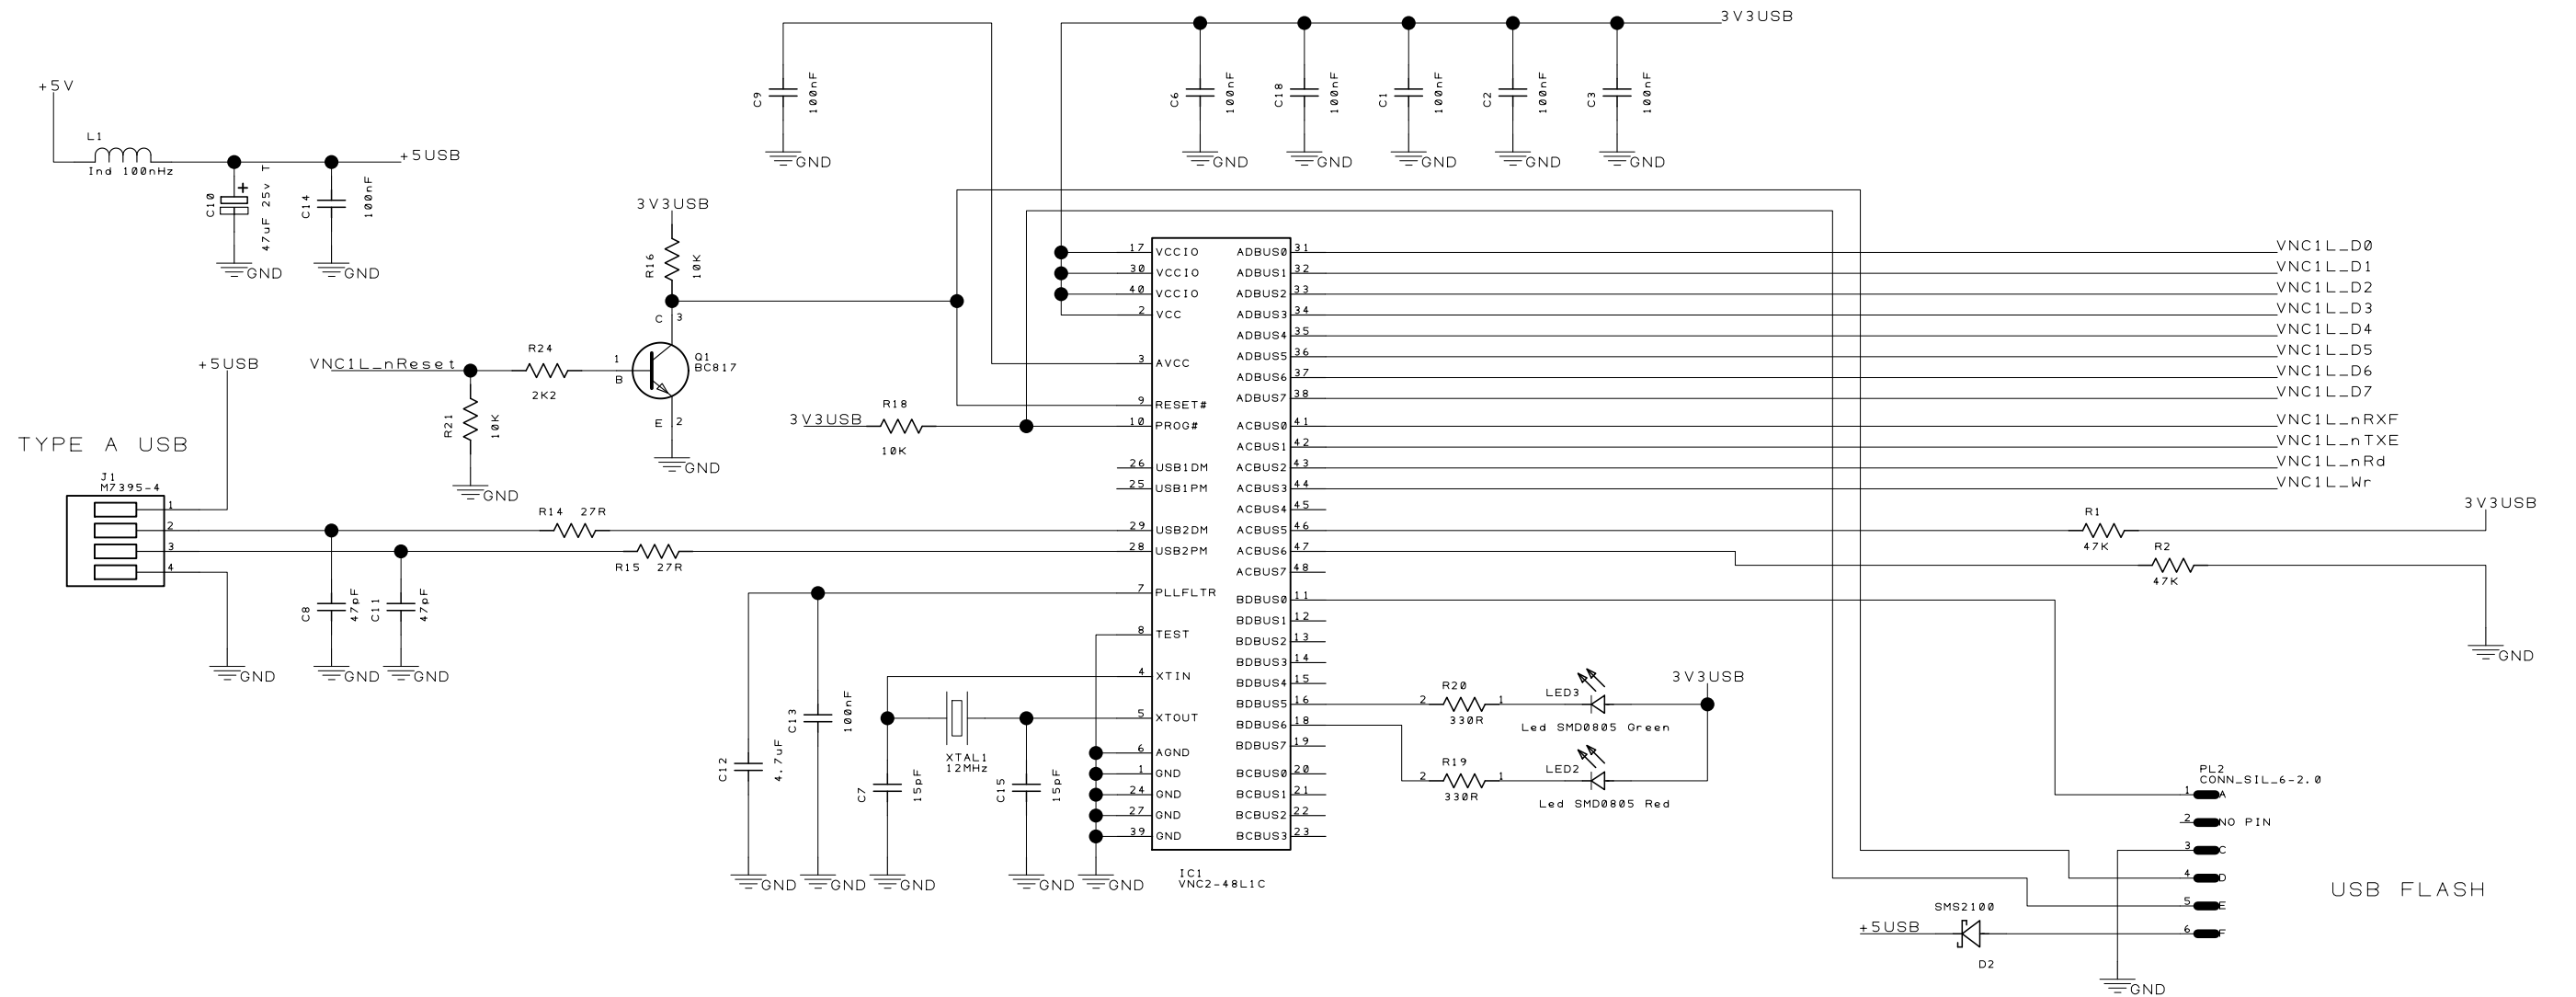 3V3USB
C9 100nF
GND
C6 100nF
C18 100nF
C1 100nF
C2 100nF
C3 100nF
GND GND GND GND GND
+5V
L1
Ind 100nHz
+5USB
C10 47uF 25v T
+
C14 100nF
GND GND
3V3USB
R16 10K
C 3
Q1
BC817
1
B
E 2
GND
VNC1L_nReset
R24
2K2
R21 10K
GND
3V3USB
R18
10K
+5USB
TYPE A USB
J1
M7395-4
1
2
3
4
GND
R14 27R
R15 27R
C8 47pF
C11 47pF
GND GND
C12 4.7uF
C13 100nF
C7 15pF
XTAL1
12MHz
C15 15pF
GND GND GND GND GND
17 VCCIO
30 VCCIO
40 VCCIO
2 VCC
3 AVCC
9 RESET#
10 PROG#
26 USB1DM
25 USB1PM
29 USB2DM
28 USB2PM
7 PLLFLTR
8 TEST
4 XTIN
5 XTOUT
6 AGND
1 GND
24 GND
27 GND
39 GND
ADBUS0 31 VNC1L_D0
ADBUS1 32 VNC1L_D1
ADBUS2 33 VNC1L_D2
ADBUS3 34 VNC1L_D3
ADBUS4 35 VNC1L_D4
ADBUS5 36 VNC1L_D5
ADBUS6 37 VNC1L_D6
ADBUS7 38 VNC1L_D7
ACBUS0 41 VNC1L_nRXF
ACBUS1 42 VNC1L_nTXE
ACBUS2 43 VNC1L_nRd
ACBUS3 44 VNC1L_Wr
ACBUS4 45
ACBUS5 46
ACBUS6 47
ACBUS7 48
BDBUS0 11
BDBUS1 12
BDBUS2 13
BDBUS3 14
BDBUS4 15
BDBUS5 16
BDBUS6 18
BDBUS7 19
BCBUS0 20
BCBUS1 21
BCBUS2 22
BCBUS3 23
IC1
VNC2-48L1C
R1
47K
3V3USB
R2
47K
GND
3V3USB
2 R20 1
330R
LED3
Led SMD0805 Green
2 R19 1
330R
LED2
Led SMD0805 Red
PL2
CONN_SIL_6-2.0
1 A
2 NO PIN
3 C
4 D
5 E
6 F
USB FLASH
SMS2100
+5USB
D2
GND